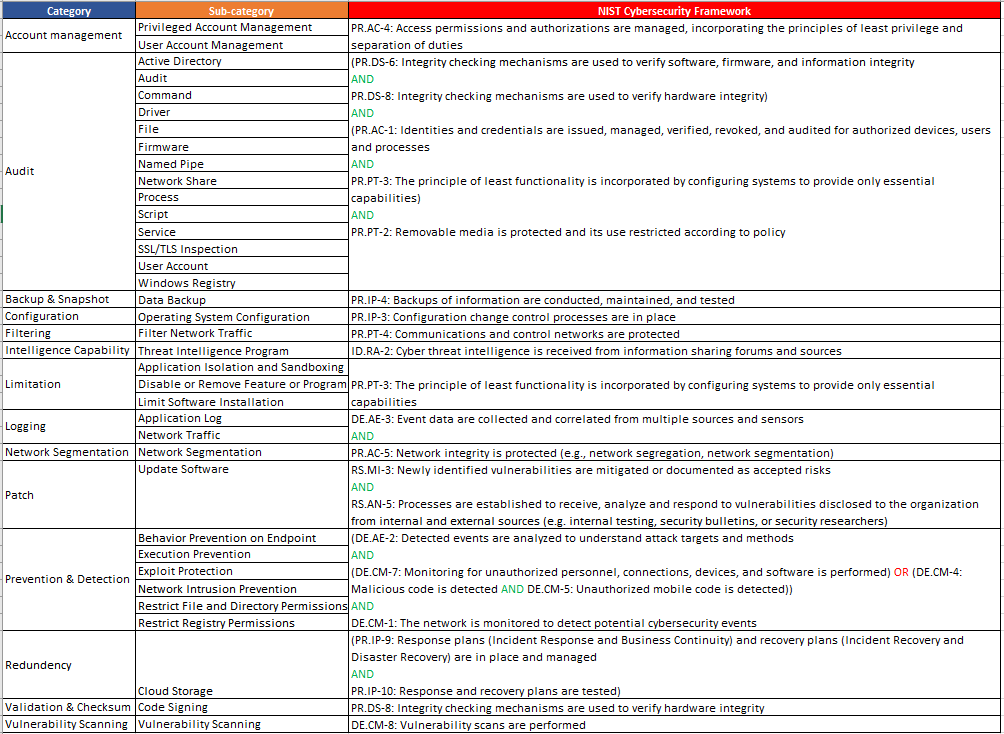 Category Sub-category NIST Cybersecurity Framework
Account management
Privileged Account Management
User Account Management
PR.AC-4: Access permissions and authorizations are managed, incorporating the principles of least privilege and
separation of duties
Audit
Active Directory
Audit
Command
Driver
File
Firmware
Named Pipe
Network Share
Process
Script
Service
SSL/TLS Inspection
User Account
Windows Registry
(PR.DS-6: Integrity checking mechanisms are used to verify software, firmware, and information integrity
AND
PR.DS-8: Integrity checking mechanisms are used to verify hardware integrity)
AND
(PR.AC-1: Identities and credentials are issued, managed, verified, revoked, and audited for authorized devices, users
and processes
AND
PR.PT-3: The principle of least functionality is incorporated by configuring systems to provide only essential
capabilities)
AND
PR.PT-2: Removable media is protected and its use restricted according to policy
Backup & Snapshot Data Backup PR.IP-4: Backups of information are conducted, maintained, and tested
Configuration Operating System Configuration PR.IP-3: Configuration change control processes are in place
Filtering Filter Network Traffic PR.PT-4: Communications and control networks are protected
Intelligence Capability Threat Intelligence Program ID.RA-2: Cyber threat intelligence is received from information sharing forums and sources
Limitation
Application Isolation and Sandboxing
Disable or Remove Feature or Program
Limit Software Installation
PR.PT-3: The principle of least functionality is incorporated by configuring systems to provide only essential
capabilities
Logging
Application Log
Network Traffic
DE.AE-3: Event data are collected and correlated from multiple sources and sensors
AND
Network Segmentation Network Segmentation PR.AC-5: Network integrity is protected (e.g., network segregation, network segmentation)
Patch
Update Software
RS.MI-3: Newly identified vulnerabilities are mitigated or documented as accepted risks
AND
RS.AN-5: Processes are established to receive, analyze and respond to vulnerabilities disclosed to the organization
from internal and external sources (e.g. internal testing, security bulletins, or security researchers)
Prevention & Detection
Behavior Prevention on Endpoint
Execution Prevention
Exploit Protection
Network Intrusion Prevention
Restrict File and Directory Permissions
Restrict Registry Permissions
(DE.AE-2: Detected events are analyzed to understand attack targets and methods
AND
(DE.CM-7: Monitoring for unauthorized personnel, connections, devices, and software is performed) OR (DE.CM-4:
Malicious code is detected AND DE.CM-5: Unauthorized mobile code is detected))
AND
DE.CM-1: The network is monitored to detect potential cybersecurity events
Redundancy
Cloud Storage
(PR.IP-9: Response plans (Incident Response and Business Continuity) and recovery plans (Incident Recovery and
Disaster Recovery) are in place and managed
AND
PR.IP-10: Response and recovery plans are tested)
Validation & Checksum Code Signing PR.DS-8: Integrity checking mechanisms are used to verify hardware integrity
Vulnerability Scanning Vulnerability Scanning DE.CM-8: Vulnerability scans are performed